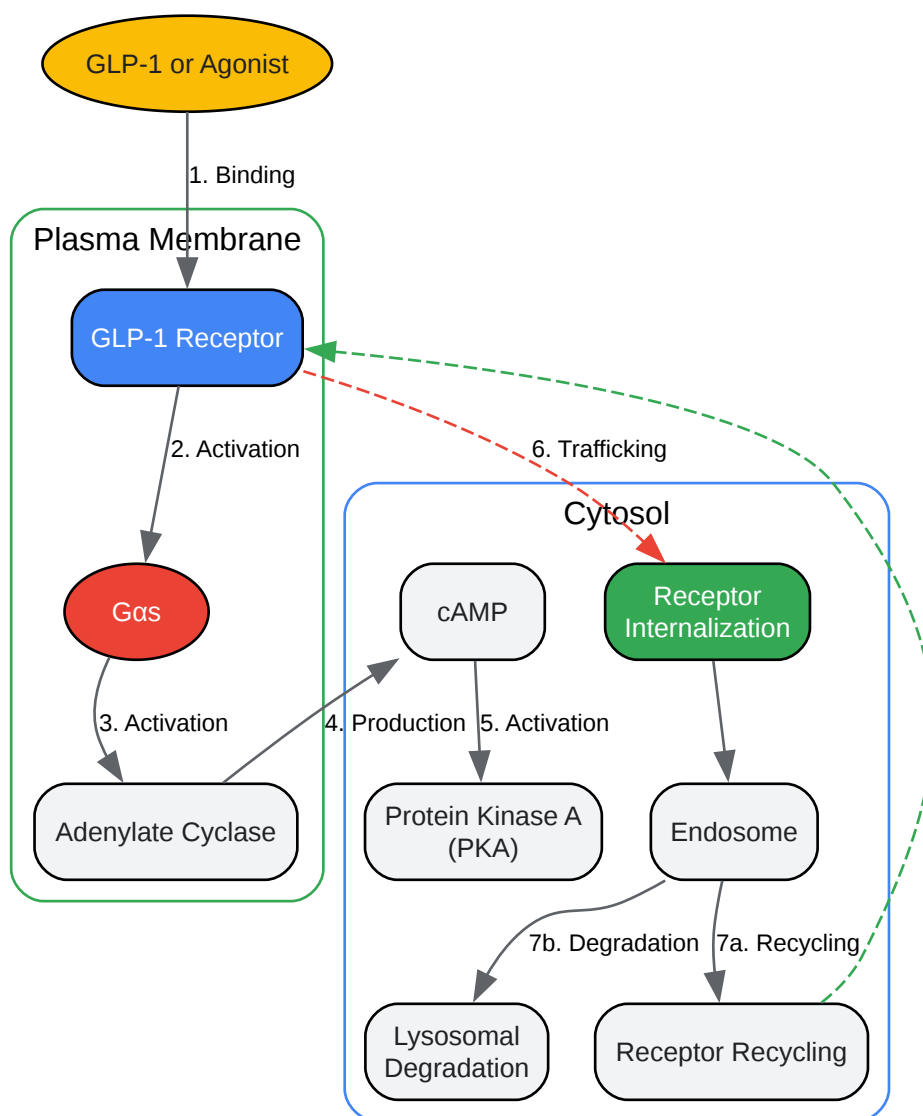 GLP-1 or Agonist
1. Binding
Plasma Membrane
GLP-1 Receptor
2. Activation
6. Trafficking
Cytosol
Gαs
cAMP
Receptor
Internalization
3. Activation
4. Production
5. Activation
Adenylate Cyclase
Protein Kinase A
(PKA)
Endosome
7b. Degradation
7a. Recycling
Lysosomal
Degradation
Receptor Recycling